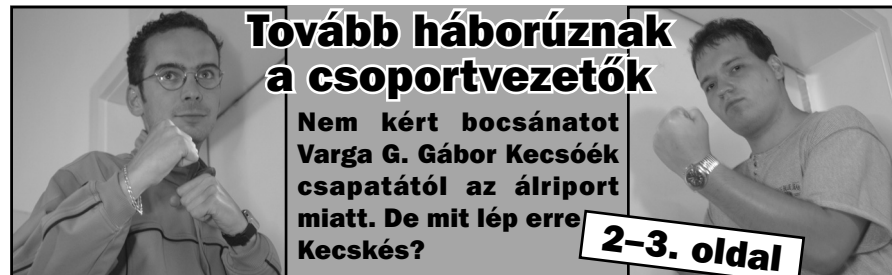 Tovább háborúznak
a csoportvezetők
Nem kért bocsánatot
Varga G. Gábor Kecsóék
csapatától az álriport
miatt. De mit lép erre
Kecskés?
2–3. oldal